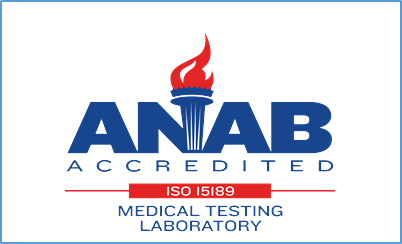 ANAB
ACCREDITED
ISO 15189
MEDICAL TESTING
LABORATORY